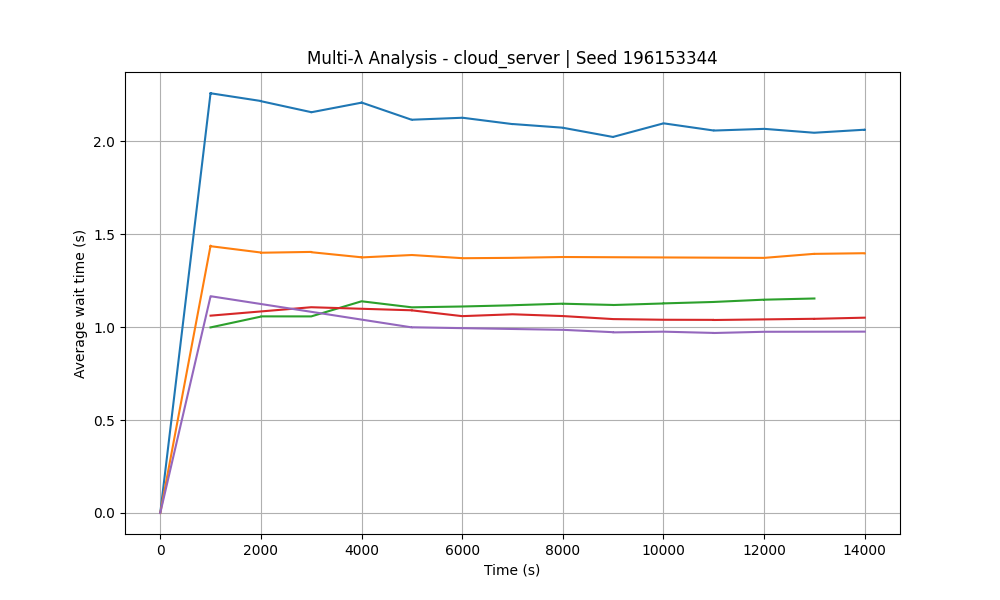 Multi-λ Analysis - cloud_server | Seed 196153344
Average wait time (s)
2.0
1.5
1.0
0.5
0.0
0 2000 4000 6000 8000 10000 12000 14000
Time (s)